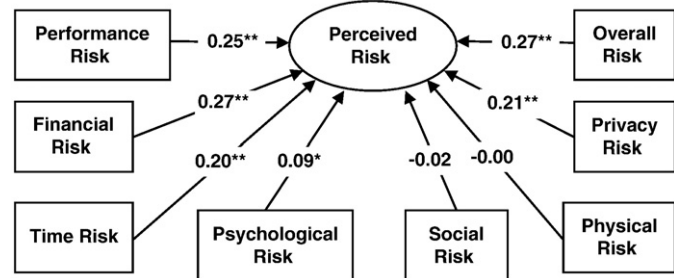 Performance
Risk
0.25**
Perceived
Risk
0.27**
Overall
Risk
Financial
Risk
0.27**
0.21**
Privacy
Risk
Time Risk
0.20**
Psychological
Risk
0.09*
Social
Risk
-0.02
Physical
Risk
-0.00